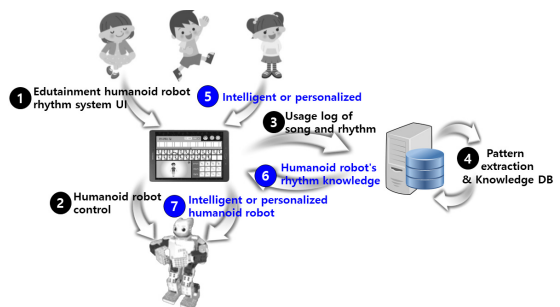 1 Edutainment humanoid robot
rhythm system UI
5 Intelligent or personalized
3 Usage log of
song and rhythm
4 Pattern
extraction
& Knowledge DB
6 Humanoid robot's
rhythm knowledge
2 Humanoid robot
control
7 Intelligent or personalized
humanoid robot